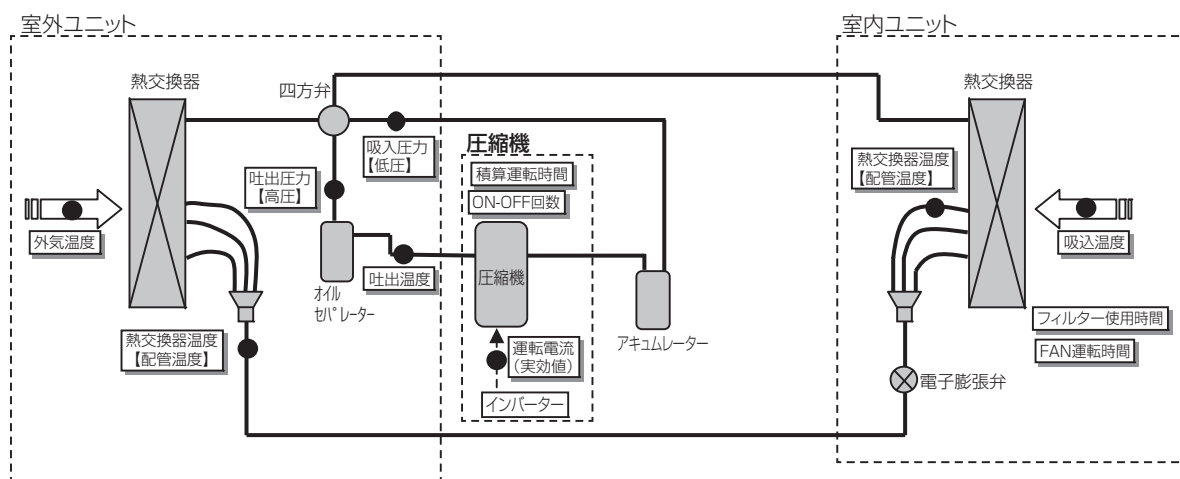 室外ユニット
熱交換器
外気温度
熱交換器温度
【配管温度】
四方弁
吸入圧力
【低圧】
吐出圧力
【高圧】
オイル
セパレーター
吐出温度
圧縮機
積算運転時間
ON-OFF回数
圧縮機
運転電流
(実効値)
インバーター
アキュムレーター
室内ユニット
熱交換器
熱交換器温度
【配管温度】
吸込温度
フィルター使用時間
FAN運転時間
電子膨張弁